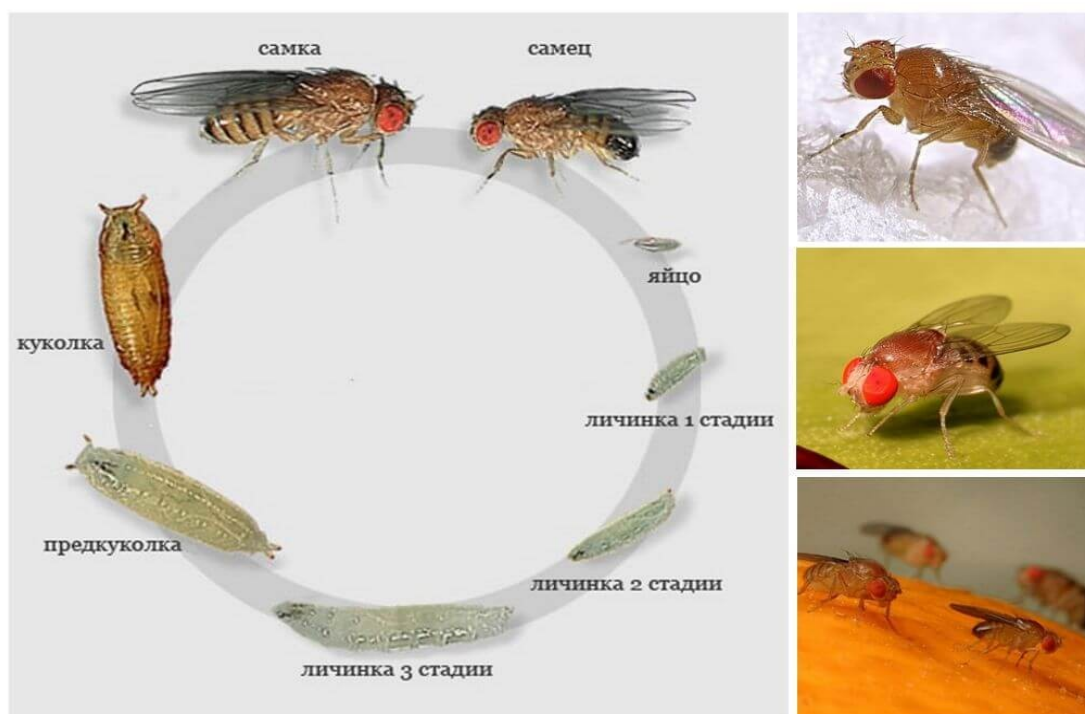 самка
самец
яйцо
куколка
личинка 1 стадии
предкуколка
личинка 2 стадии
личинка 3 стадии